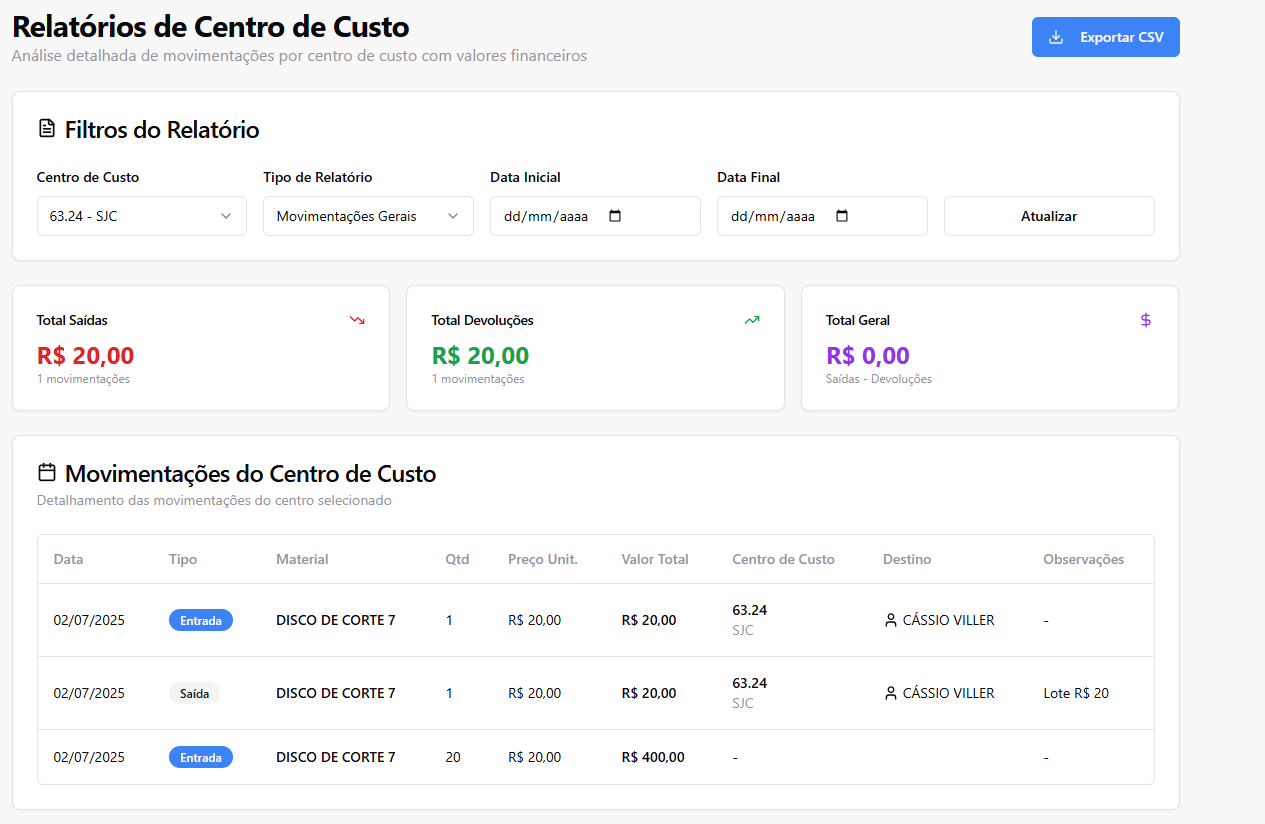 Relatórios de Centro de Custo
Análise detalhada de movimentações por centro de custo com valores financeiros
Exportar CSV
Filtros do Relatório
Centro de Custo
63.24 - SJC
Tipo de Relatório
Movimentações Gerais
Data Inicial
dd/mm/aaaa
Data Final
dd/mm/aaaa
Atualizar
Total Saídas
R$ 20,00
1 movimentações
Total Devoluções
R$ 20,00
1 movimentações
Total Geral
$
R$ 0,00
Saídas - Devoluções
Movimentações do Centro de Custo
Detalhamento das movimentações do centro selecionado
Data Tipo Material Qtd Preço Unit. Valor Total Centro de Custo Destino Observações
02/07/2025 Entrada DISCO DE CORTE 7 1 R$ 20,00 R$ 20,00 63.24 CÁSSIO VILLER -
SJC
02/07/2025 Saída DISCO DE CORTE 7 1 R$ 20,00 R$ 20,00 63.24 CÁSSIO VILLER Lote R$ 20
SJC
02/07/2025 Entrada DISCO DE CORTE 7 20 R$ 20,00 R$ 400,00 - -